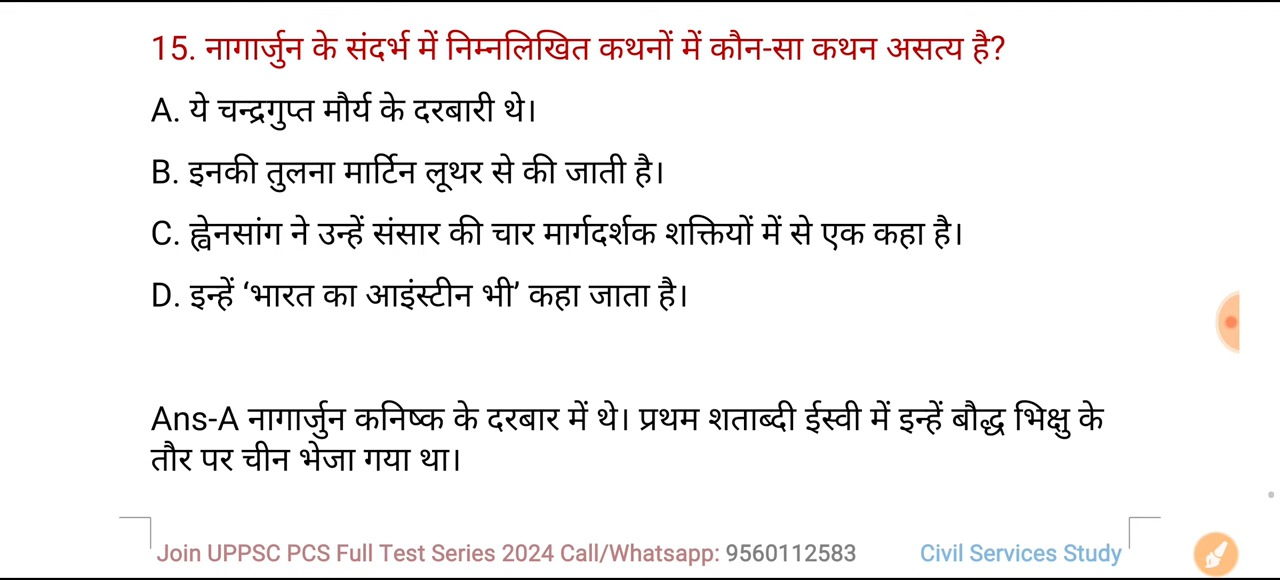 15. नागार्जुन के संदर्भ में निम्नलिखित कथनों में कौन-सा कथन असत्य है?
A. ये चन्द्रगुप्त मौर्य के दरबारी थे।
B. इनकी तुलना मार्टिन लूथर से की जाती है।
C. ह्वेनसांग ने उन्हें संसार की चार मार्गदर्शक शक्तियों में से एक कहा है।
D. इन्हें ‘भारत का आइंस्टीन भी’ कहा जाता है।
Ans-A नागार्जुन कनिष्क के दरबार में थे। प्रथम शताब्दी ईस्वी में इन्हें बौद्ध भिक्षु के
तौर पर चीन भेजा गया था।
Join UPPSC PCS Full Test Series 2024 Call/Whatsapp: 9560112583 Civil Services Study